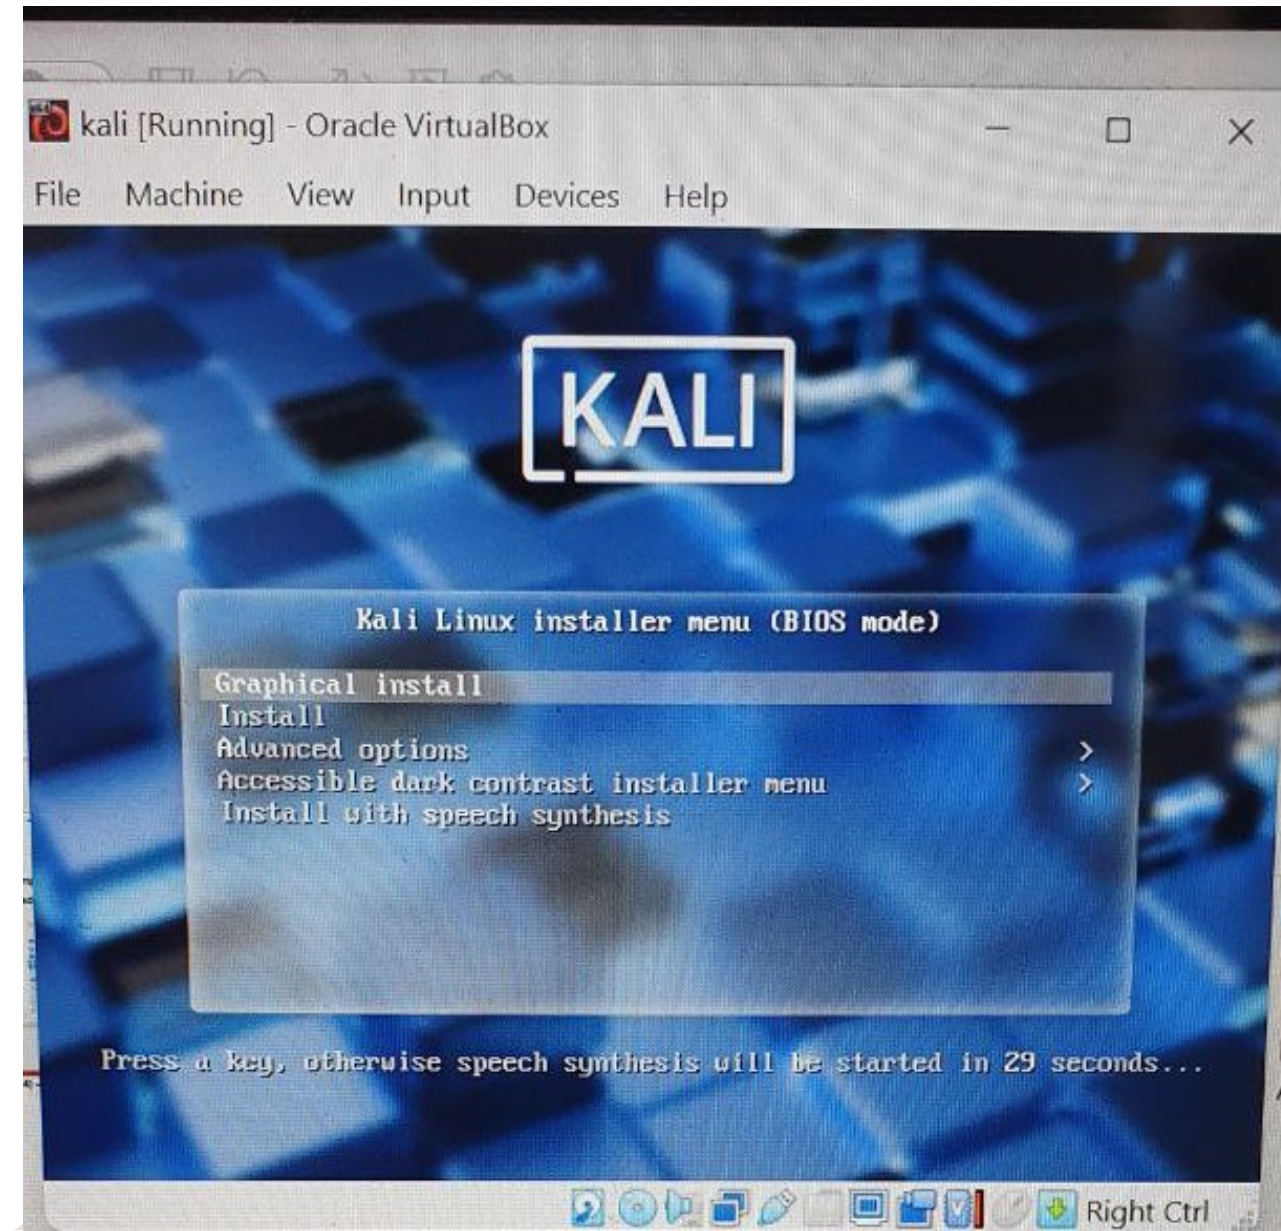 kali [Running] - Oracle VirtualBox
File Machine View Input Devices Help
KALI
Kali Linux installer menu (BIOS mode)
Graphical install
Install
Advanced options >
Accessible dark contrast installer menu >
Install with speech synthesis
Press a key, otherwise speech synthesis will be started in 29 seconds...
Right Ctrl